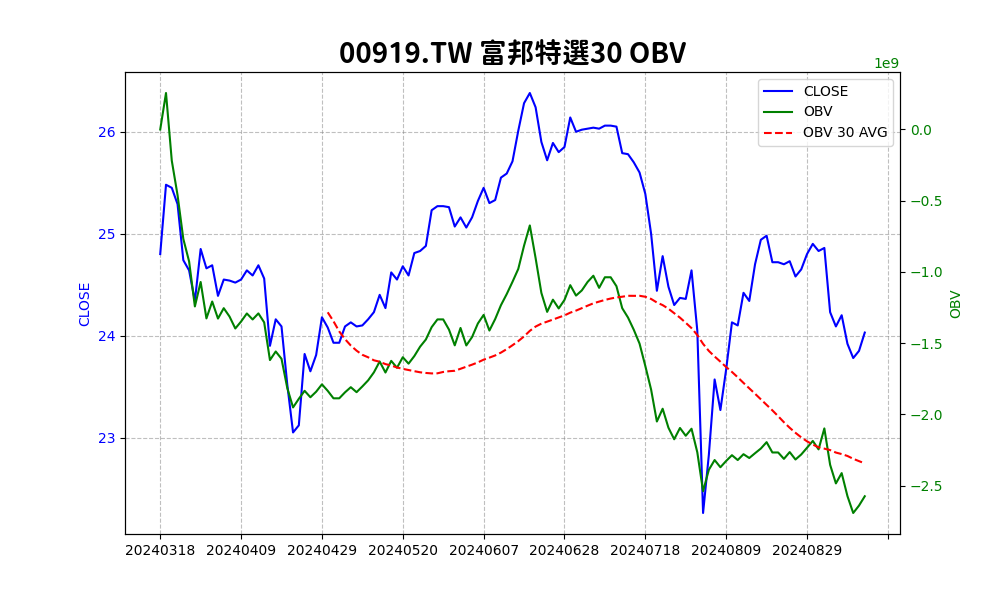 00919.TW 富邦特選30 OBV
1e9
CLOSE
OBV
OBV 30 AVG
26
25
24
23
CLOSE
0.0
−0.5
−1.0
−1.5
−2.0
−2.5
OBV
20240318 20240409 20240429 20240520 20240607 20240628 20240718 20240809 20240829